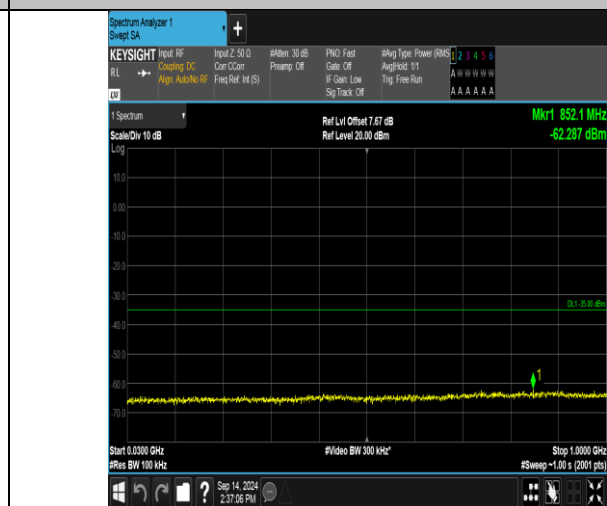 Spectrum Analyzer 1
Swept SA
+
KEYSIGHT
RL
Input: RF
Coupling: DC
Align: Auto/No RF
Input Z: 50 Ω
Corr CCorr
Freq Ref: Int (S)
#Atten: 30 dB
Preamp: Off
PNO: Fast
Gate: Off
IF Gain: Low
Sig Track: Off
#Avg Type: Power (RMS
Avg|Hold: 1/1
Trig: Free Run
1 2 3 4 5 6
A W W W W W
A A A A A A
1 Spectrum
Scale/Div 10 dB
Ref Lvl Offset 7.67 dB
Ref Level 20.00 dBm
Mkr1 852.1 MHz
-62.287 dBm
Log
10.0
0.00
-10.0
-20.0
-30.0
DL1 -35.00 dBm
-40.0
-50.0
1
-60.0
-70.0
Start 0.0300 GHz
#Res BW 100 kHz
#Video BW 300 kHz*
Stop 1.0000 GHz
#Sweep ~1.00 s (2001 pts)
?
Sep 14, 2024
2:37:06 PM